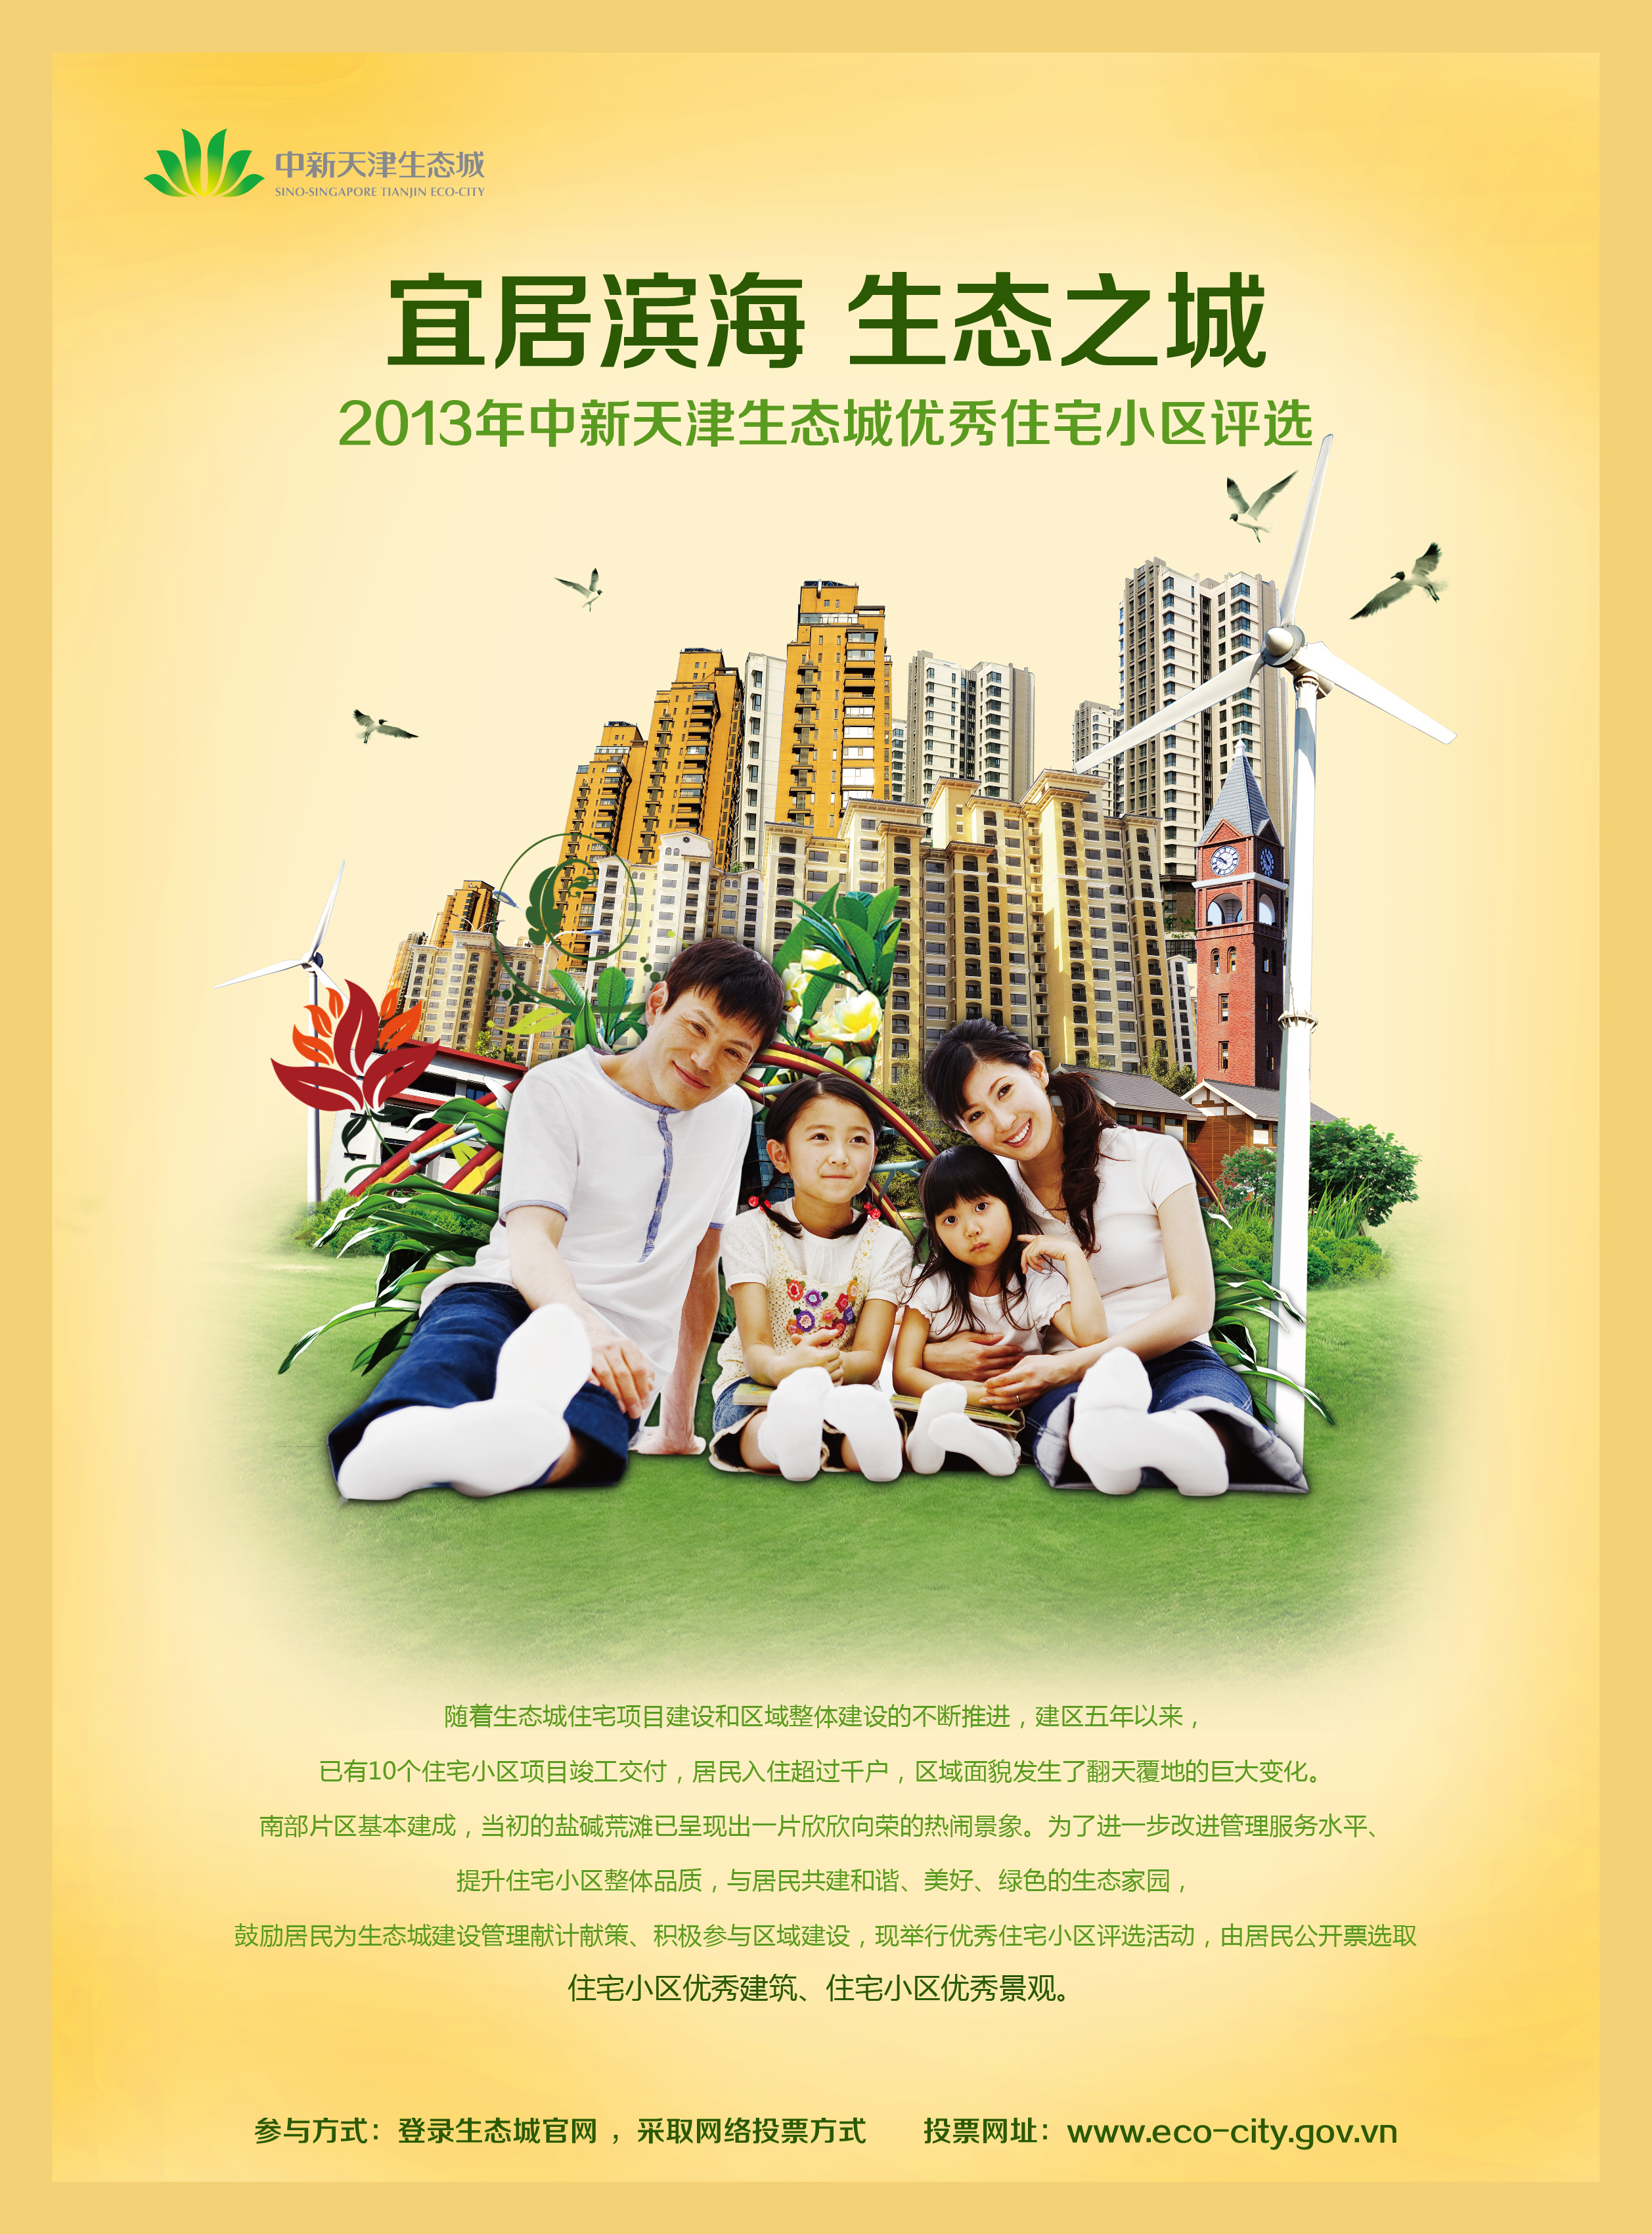 中新天津生态城
SINO-SINGAPORE TIANJIN ECO-CITY
宜居滨海 生态之城
2013年中新天津生态城优秀住宅小区评选
随着生态城住宅项目建设和区域整体建设的不断推进，建区五年以来，
已有10个住宅小区项目竣工交付，居民入住超过千户，区域面貌发生了翻天覆地的巨大变化。
南部片区基本建成，当初的盐碱荒滩已呈现出一片欣欣向荣的热闹景象。为了进一步改进管理服务水平、
提升住宅小区整体品质，与居民共建和谐、美好、绿色的生态家园，
鼓励居民为生态城建设管理献计献策、积极参与区域建设，现举行优秀住宅小区评选活动，由居民公开票选取
住宅小区优秀建筑、住宅小区优秀景观。
参与方式：登录生态城官网，采取网络投票方式 投票网址：www.eco-city.gov.vn